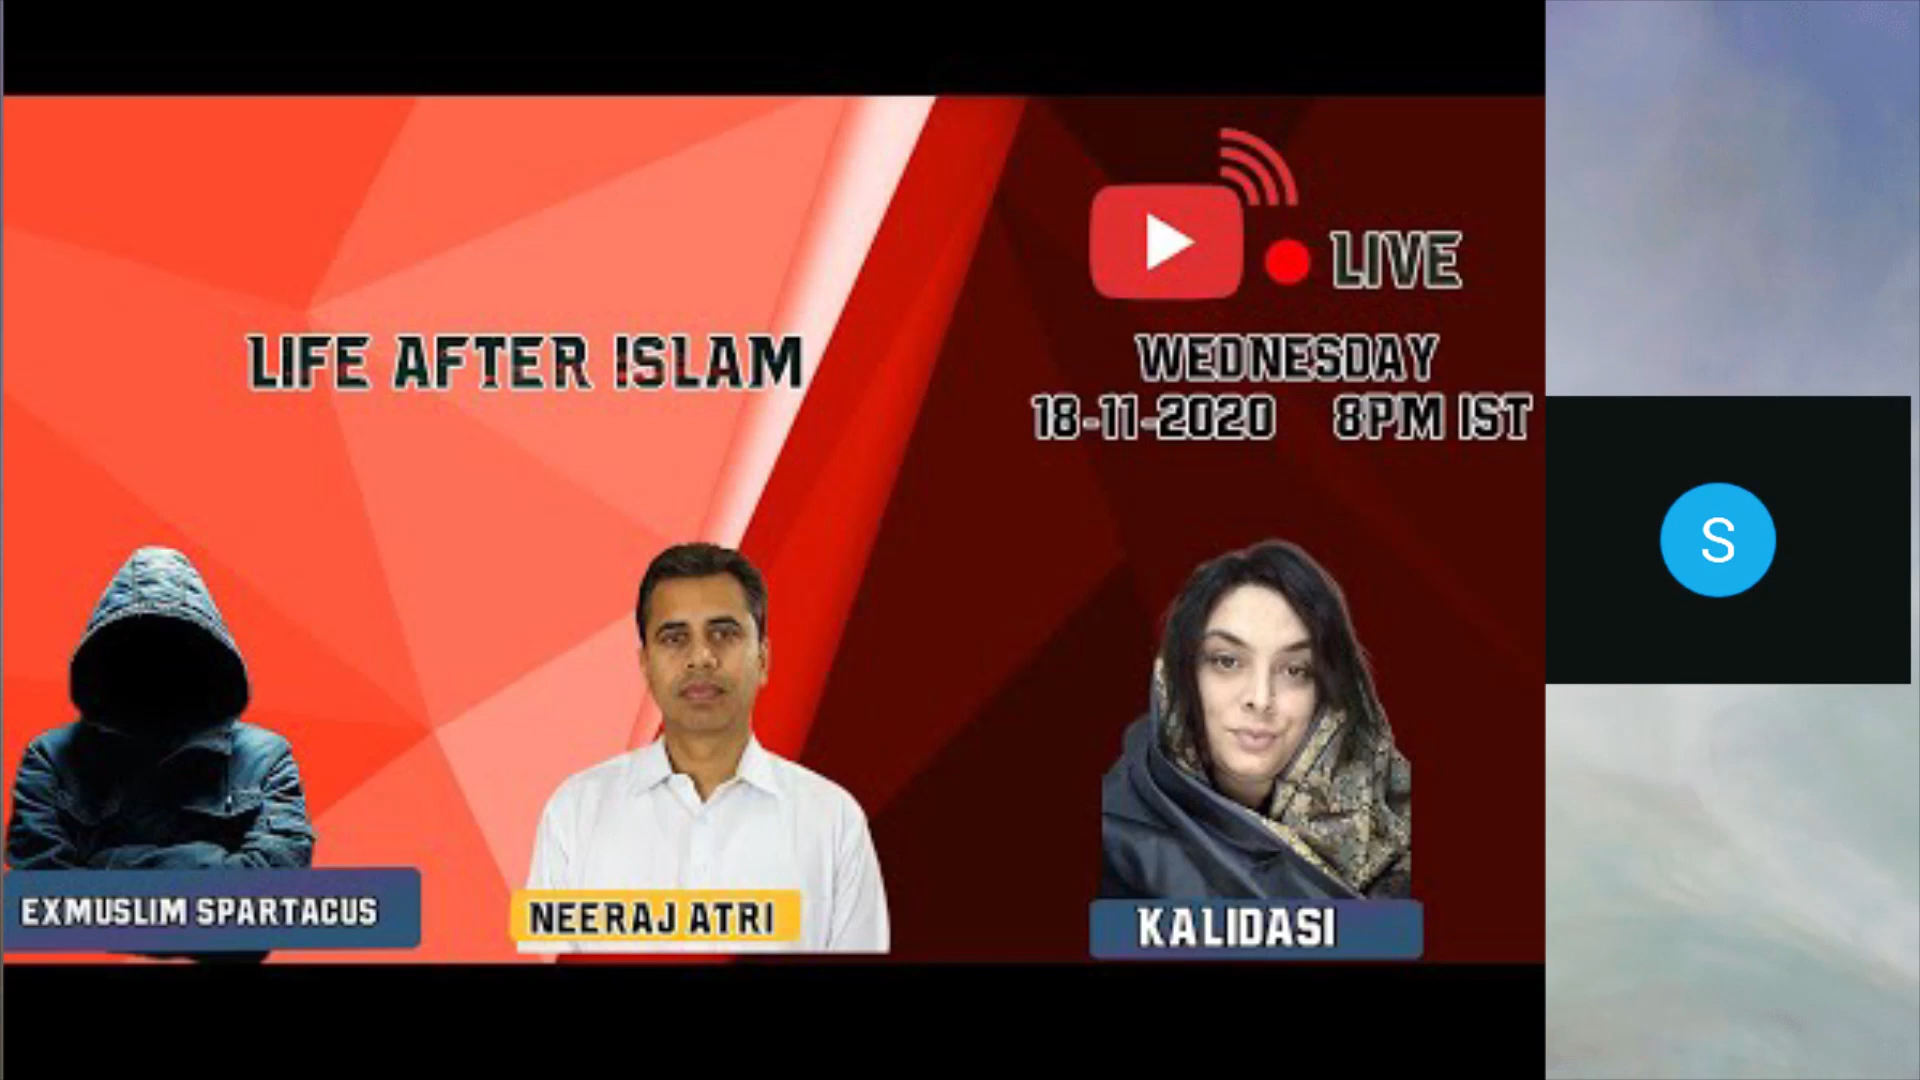 LIVE
LIFE AFTER ISLAM
WEDNESDAY
18-11-2020 8PM IST
S
EXMUSLIM SPARTACUS
NEERAJ ATRI
KALIDASI